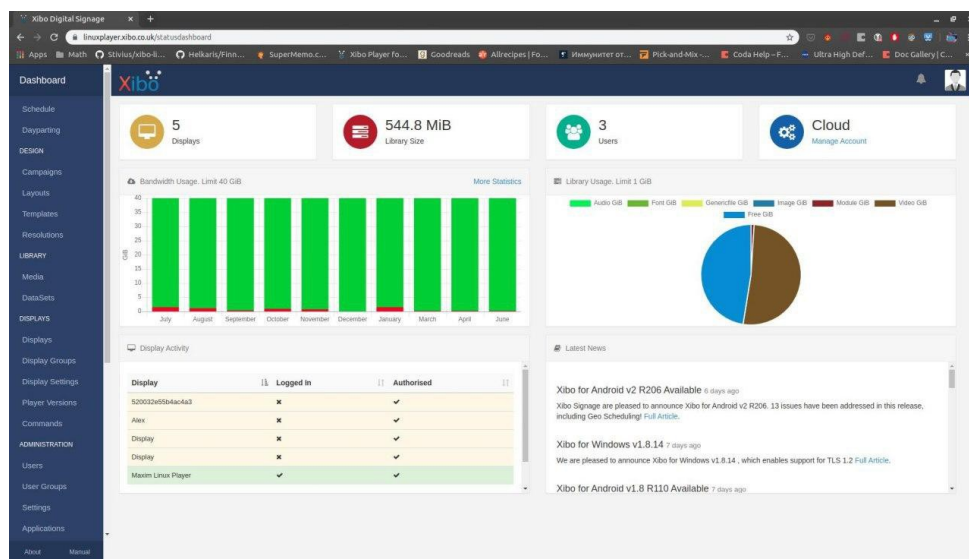 Xibo Digital Signage
linuxplayer.xibo.co.uk/statusdashboard
Apps Math Stivius/xibo-li... Helkaris/Finn... SuperMemo.c... Xibo Player fo... Goodreads Allrecipes | Fo... Иммунитет от... Pick-and-Mix -... Coda Help – F... Ultra High Def... Doc Gallery | C...
Dashboard
Schedule
Dayparting
DESIGN
Campaigns
Layouts
Templates
Resolutions
LIBRARY
Media
DataSets
DISPLAYS
Displays
Display Groups
Display Settings
Player Versions
Commands
ADMINISTRATION
Users
User Groups
Settings
Applications
About Manual
Xibo
5
Displays
544.8 MiB
Library Size
3
Users
Cloud
Manage Account
Bandwidth Usage. Limit 40 GiB More Statistics
GiB
40
35
30
25
20
15
10
5
0
July August September October November December January March April June
Library Usage. Limit 1 GiB
Audio GiB Font GiB Genericfile GiB Image GiB Module GiB Video GiB
Free GiB
Display Activity
Display Logged In Authorised
520032e55b4ac4a3
Alex
Display
Display
Maxim Linux Player
Latest News
Xibo for Android v2 R206 Available 6 days ago
Xibo Signage are pleased to announce Xibo for Android v2 R206. 13 issues have been addressed in this release,
including Geo Scheduling! Full Article.
Xibo for Windows v1.8.14 7 days ago
We are pleased to announce Xibo for Windows v1.8.14 , which enables support for TLS 1.2 Full Article.
Xibo for Android v1.8 R110 Available 7 days ago